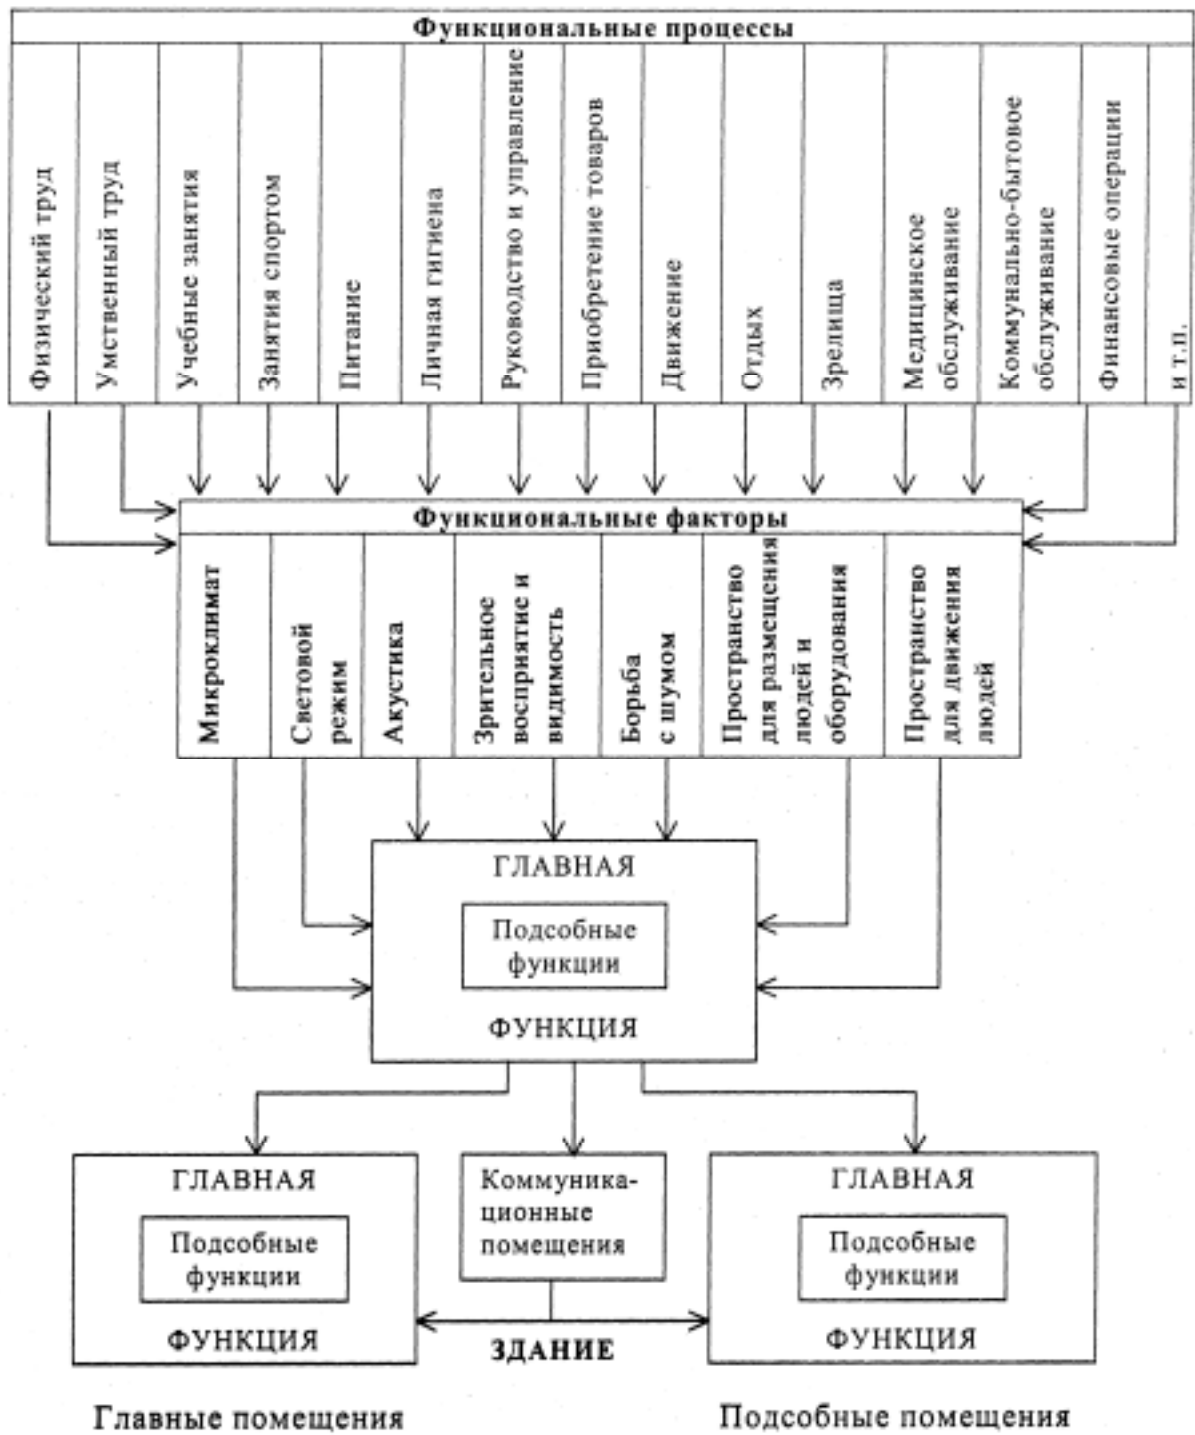 Функциональные процессы
Физический труд
Умственный труд
Учебные занятия
Занятия спортом
Питание
Личная гигиена
Руководство и управление
Приобретение товаров
Движение
Отдых
Зрелища
Медицинское
обслуживание
Коммунально-бытовое
обслуживание
Финансовые операции
и т.п.
Функциональные факторы
Микроклимат
Световой
режим
Акустика
Зрительное
восприятие и
видимость
Борьба
с шумом
Пространство
для размещения
людей и
оборудования
Пространство
для движения
людей
ГЛАВНАЯ
Подсобные
функции
ФУНКЦИЯ
ГЛАВНАЯ
Подсобные
функции
ФУНКЦИЯ
Коммуника-
ционные
помещения
ГЛАВНАЯ
Подсобные
функции
ФУНКЦИЯ
ЗДАНИЕ
Главные помещения
Подсобные помещения